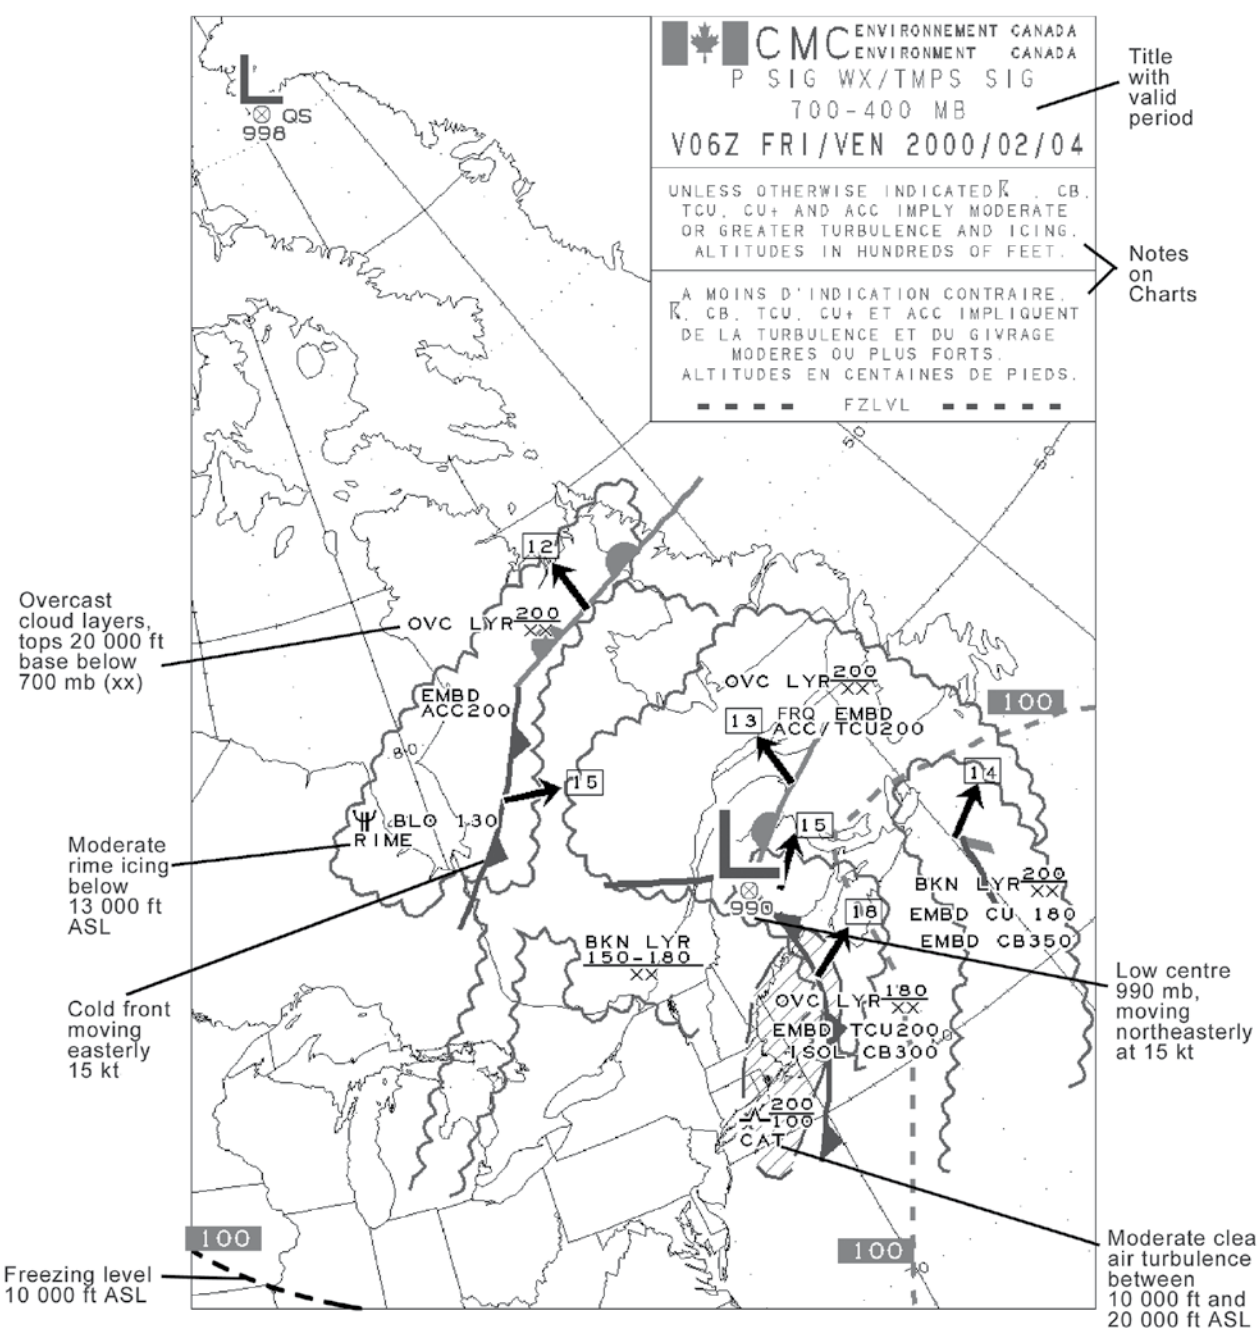 CMC ENVIRONNEMENT CANADA
ENVIRONMENT CANADA
P SIG WX/TMPS SIG
700-400 MB
V06Z FRI/VEN 2000/02/04
UNLESS OTHERWISE INDICATED , CB,
TCU, CU+ AND ACC IMPLY MODERATE
OR GREATER TURBULENCE AND ICING.
ALTITUDES IN HUNDREDS OF FEET.
A MOINS D'INDICATION CONTRAIRE,
, CB, TCU, CU+ ET ACC IMPLIQUENT
DE LA TURBULENCE ET DU GIVRAGE
MODERES OU PLUS FORTS.
ALTITUDES EN CENTAINES DE PIEDS.
FZLVL
Title
with
valid
period
Notes
on
Charts
L
QS
998
50
50
12
OVC LYR 200
XX
Overcast
cloud layers,
tops 20 000 ft
base below
700 mb (xx)
EMBD
ACC200
80
15
BLO 130
RIME
Moderate
rime icing
below
13 000 ft
ASL
Cold front
moving
easterly
15 kt
OVC LYR 200
XX
13
FRQ EMBD
ACC/TCU200
100
14
15
L
990
18
BKN LYR 200
XX
EMBD CU 180
EMBD CB350
BKN LYR
150-180
XX
OVC LYR 180
XX
EMBD TCU200
ISOL CB300
200
100
CAT
Low centre
990 mb,
moving
northeasterly
at 15 kt
Moderate clea
air turbulence
between
10 000 ft and
20 000 ft ASL
100
100
Freezing level
10 000 ft ASL